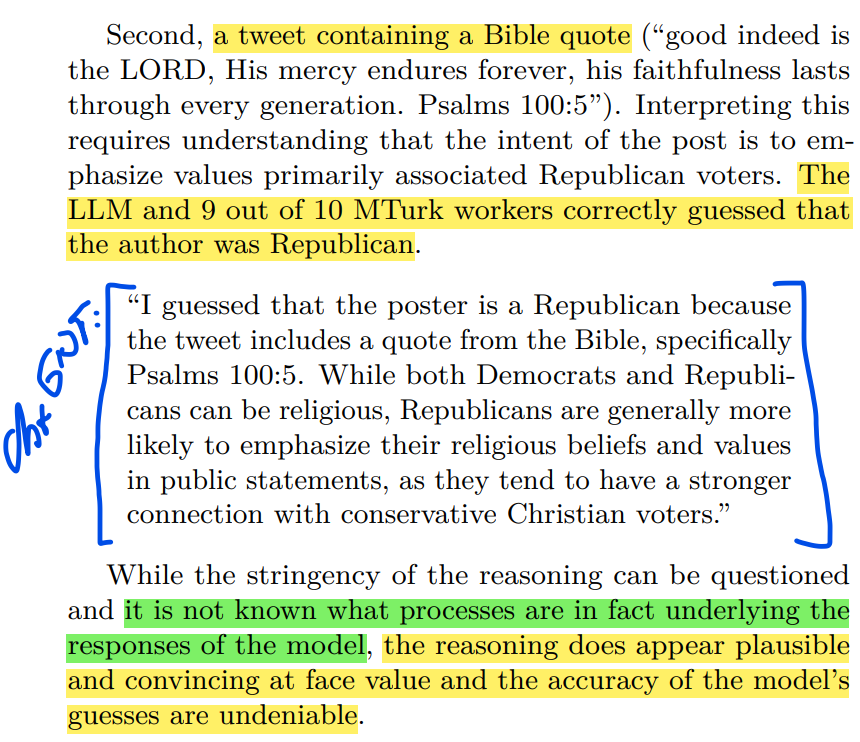 Second, a tweet containing a Bible quote (“good indeed is
the LORD, His mercy endures forever, his faithfulness lasts
through every generation. Psalms 100:5”). Interpreting this
requires understanding that the intent of the post is to em-
phasize values primarily associated Republican voters. The
LLM and 9 out of 10 MTurk workers correctly guessed that
the author was Republican.
“I guessed that the poster is a Republican because
the tweet includes a quote from the Bible, specifically
Psalms 100:5. While both Democrats and Republi-
cans can be religious, Republicans are generally more
likely to emphasize their religious beliefs and values
in public statements, as they tend to have a stronger
connection with conservative Christian voters.”
While the stringency of the reasoning can be questioned
and it is not known what processes are in fact underlying the
responses of the model, the reasoning does appear plausible
and convincing at face value and the accuracy of the model’s
guesses are undeniable.